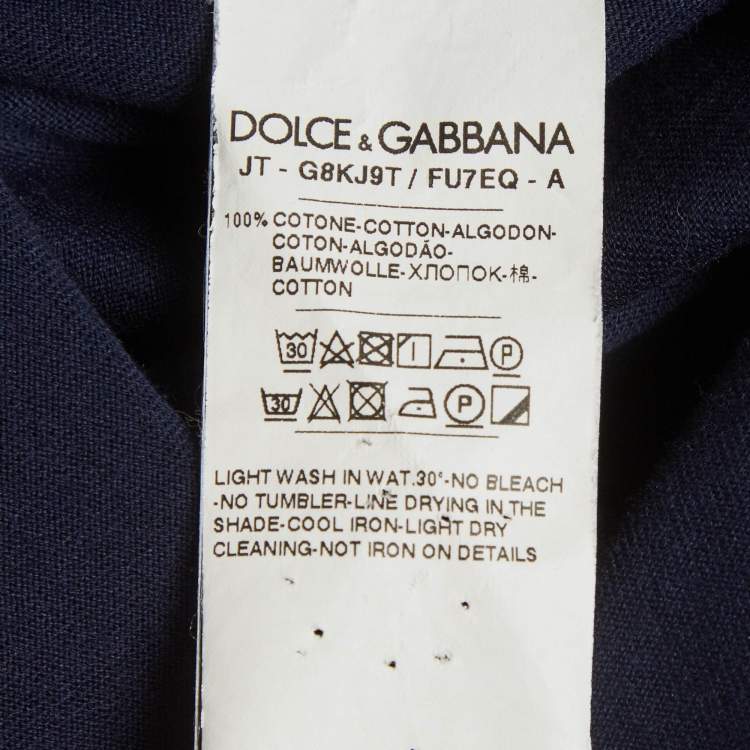 DOLCE & GABBANA
JT - G8KJ9T / FU7EQ - A
100% COTONE-COTTON-ALGODON-
COTON-ALGODÃO-
BAUMWOLLE-ХЛОПОК-棉-
COTTON
30 P
30 P
LIGHT WASH IN WAT.30°-NO BLEACH
-NO TUMBLER-LINE DRYING IN THE
SHADE-COOL IRON-LIGHT DRY
CLEANING-NOT IRON ON DETAILS